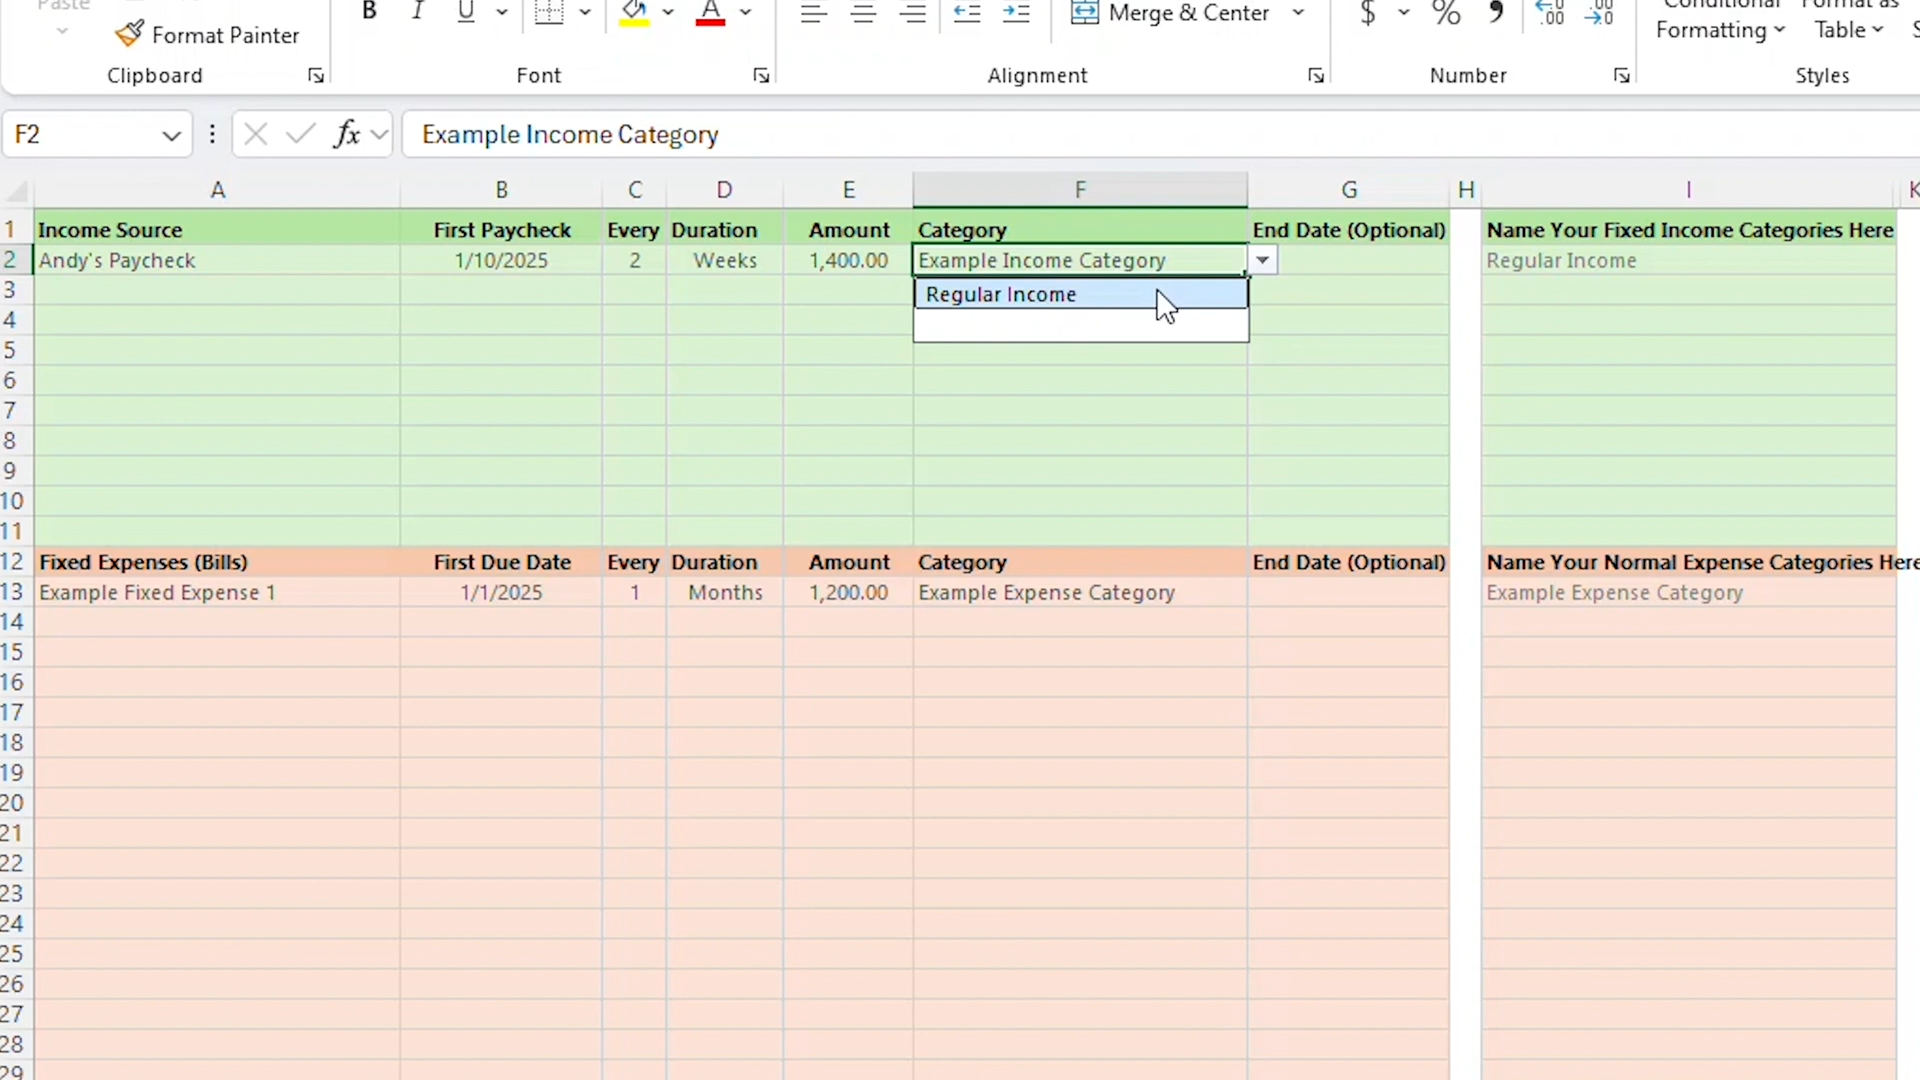 Paste
Format Painter
B I U A
Merge & Center
$ %
Conditional Formatting
Format as Table
Clipboard
Font
Alignment
Number
Styles
F2
fx
Example Income Category
A B C D E F G H I K
1 Income Source First Paycheck Every Duration Amount Category End Date (Optional) Name Your Fixed Income Categories Here
2 Andy's Paycheck 1/10/2025 2 Weeks 1,400.00 Example Income Category Regular Income
3 Regular Income
4
5
6
7
8
9
10
11
12 Fixed Expenses (Bills) First Due Date Every Duration Amount Category End Date (Optional) Name Your Normal Expense Categories Here
13 Example Fixed Expense 1 1/1/2025 1 Months 1,200.00 Example Expense Category Example Expense Category
14
15
16
17
18
19
20
21
22
23
24
25
26
27
28
29